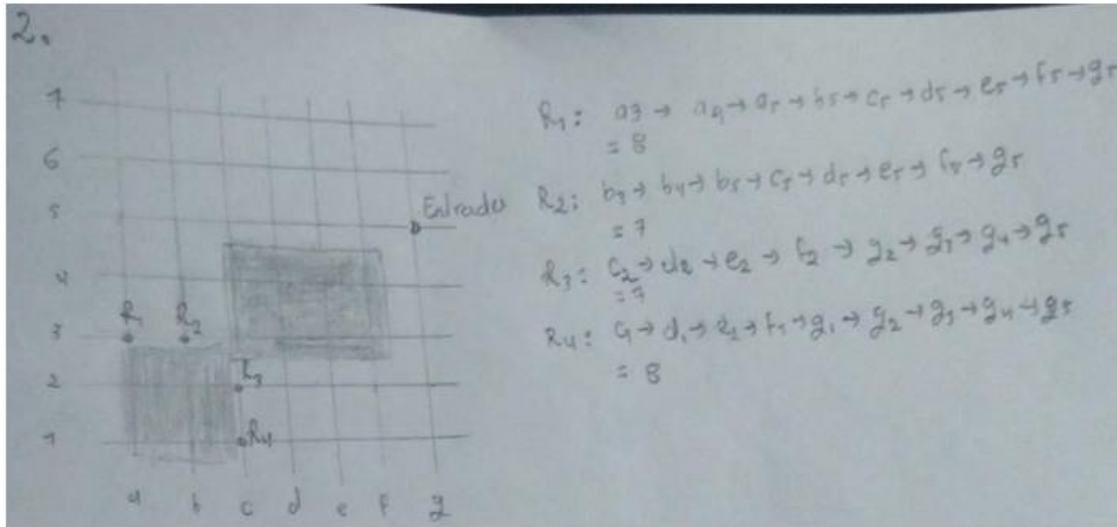 2.
7
6
5 Entrada
4
R1 R2
3
2 R3
1 R4
a b c d e f g
R1: a3 → a4 → a5 → b5 → c5 → d5 → e5 → f5 → g5
= 8
R2: b3 → b4 → b5 → c5 → d5 → e5 → f5 → g5
= 7
R3: c2 → d2 → e2 → f2 → g2 → g3 → g4 → g5
= 7
R4: c1 → d1 → e1 → f1 → g1 → g2 → g3 → g4 → g5
= 8